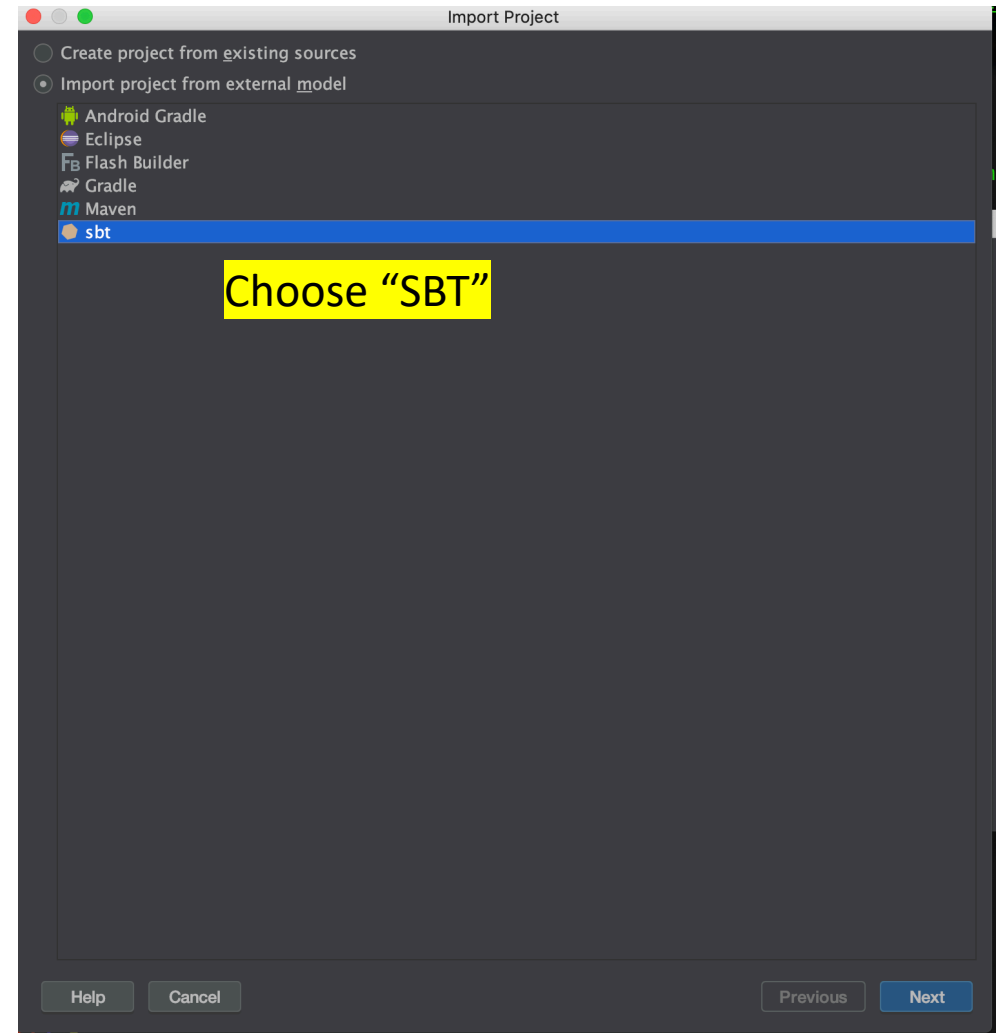 Import Project
Create project from existing sources
Import project from external model
Android Gradle
Eclipse
FB Flash Builder
Gradle
m Maven
sbt
Choose “SBT”
Help Cancel Previous Next